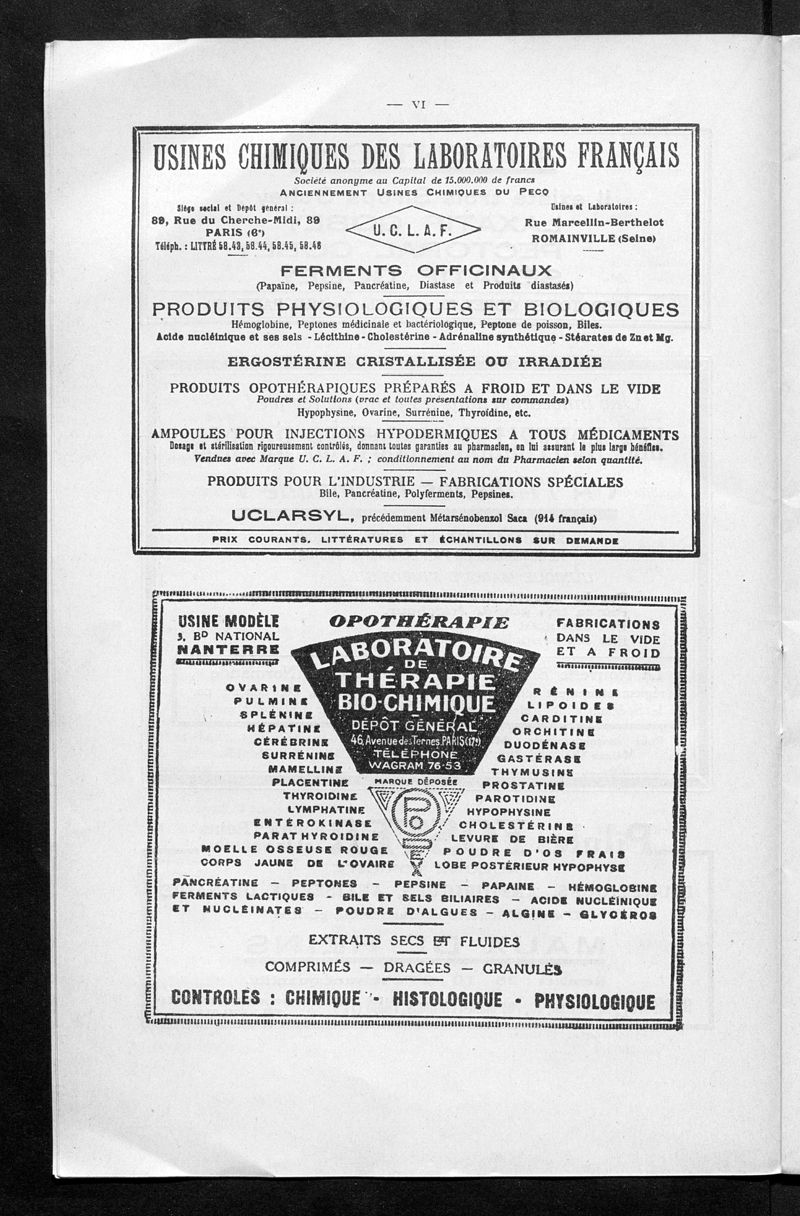 — VI —
USINES CHIMIQUES DES LABORATOIRES FRANÇAIS
Société anonyme au Capital de 15.000.000 de francs
ANCIENNEMENT USINES CHIMIQUES DU PECQ
Siège social et Dépôt général :
89, Rue du Cherche-Midi, 89
PARIS (6e)
Téléph. : LITTRÉ 58.43, 58.44, 58.45, 58.46
U. C. L. A. F.
Usines et Laboratoires :
Rue Marcellin-Berthelot
ROMAINVILLE (Seine)
FERMENTS OFFICINAUX
(Papaïne, Pepsine, Pancréatine, Diastase et Produits diastasés)
PRODUITS PHYSIOLOGIQUES ET BIOLOGIQUES
Hémoglobine, Peptones médicinale et bactériologique, Peptone de poisson, Biles.
Acide nucléinique et ses sels - Lécithine - Cholestérine - Adrénaline synthétique - Stéarates de Zn et Mg.
ERGOSTÉRINE CRISTALLISÉE OU IRRADIÉE
PRODUITS OPOTHÉRAPIQUES PRÉPARÉS A FROID ET DANS LE VIDE
Poudres et Solutions (vrac et toutes présentations sur commandes)
Hypophysine, Ovarine, Surrénine, Thyroïdine, etc.
AMPOULES POUR INJECTIONS HYPODERMIQUES A TOUS MÉDICAMENTS
Dosage et stérilisation rigoureusement contrôlés, donnant toutes garanties au pharmacien, en lui assurant le plus large bénéfice.
Vendues avec Marque U. C. L. A. F. ; conditionnement au nom du Pharmacien selon quantité.
PRODUITS POUR L'INDUSTRIE — FABRICATIONS SPÉCIALES
Bile, Pancréatine, Polyferments, Pepsines.
UCLARSYL, précédemment Métarsénobenzol Saca (914 français)
PRIX COURANTS. LITTÉRATURES ET ÉCHANTILLONS SUR DEMANDE
USINE MODÈLE
3, BD NATIONAL
NANTERRE
OPOTHÉRAPIE
FABRICATIONS
DANS LE VIDE
ET A FROID
LABORATOIRE
DE
THÉRAPIE
BIO-CHIMIQUE
DÉPÔT GÉNÉRAL
46, Avenue des Ternes, PARIS (17e)
TÉLÉPHONE
WAGRAM 76-53
MARQUE DÉPOSÉE
OVARINE
PULMINE
SPLÉNINE
HÉPATINE
CÉRÉBRINE
SURRÉNINE
MAMELLINE
PLACENTINE
THYROIDINE
LYMPHATINE
ENTÉROKINASE
PARATHYROIDINE
MOELLE OSSEUSE ROUGE
CORPS JAUNE DE L'OVAIRE
RÉNINE
LIPOIDES
CARDITINE
ORCHITINE
DUODÉNASE
GASTÉRASE
THYMUSINE
PROSTATINE
PAROTIDINE
HYPOPHYSINE
CHOLESTÉRINE
LEVURE DE BIÈRE
POUDRE D'OS FRAIS
LOBE POSTÉRIEUR HYPOPHYSE
PANCRÉATINE — PEPTONES — PEPSINE — PAPAINE — HÉMOGLOBINE
FERMENTS LACTIQUES - BILE ET SELS BILIAIRES — ACIDE NUCLÉINIQUE
ET NUCLÉINATES — POUDRE D'ALGUES — ALGINE — GLYCÉROS
EXTRAITS SECS ET FLUIDES
COMPRIMÉS — DRAGÉES — GRANULÉS
CONTROLES : CHIMIQUE - HISTOLOGIQUE - PHYSIOLOGIQUE